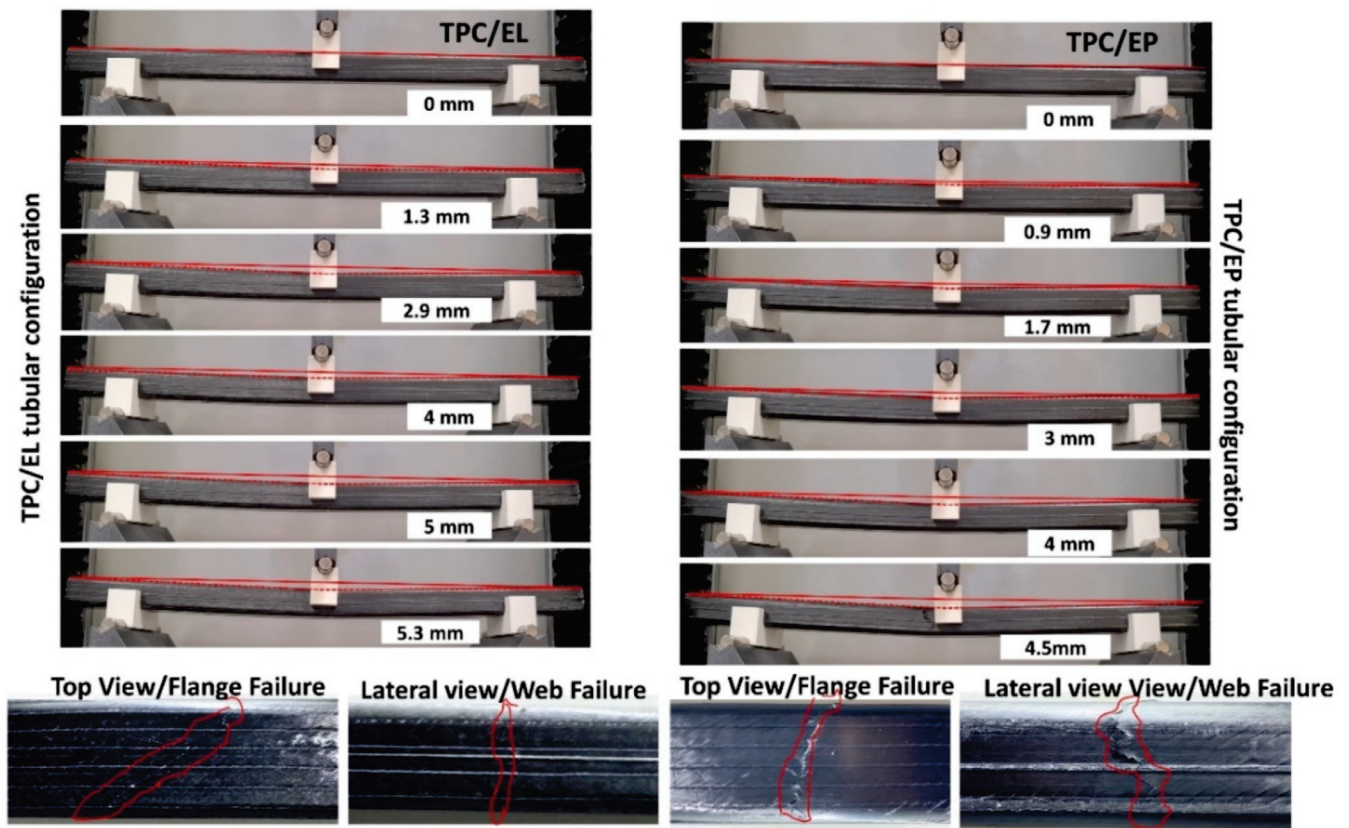 TPC/EL
0 mm
1.3 mm
2.9 mm
4 mm
5 mm
5.3 mm
TPC/EL tubular configuration
TPC/EP
0 mm
0.9 mm
1.7 mm
3 mm
4 mm
4.5mm
TPC/EP tubular configuration
Top View/Flange Failure
Lateral view/Web Failure
Top View/Flange Failure
Lateral view View/Web Failure